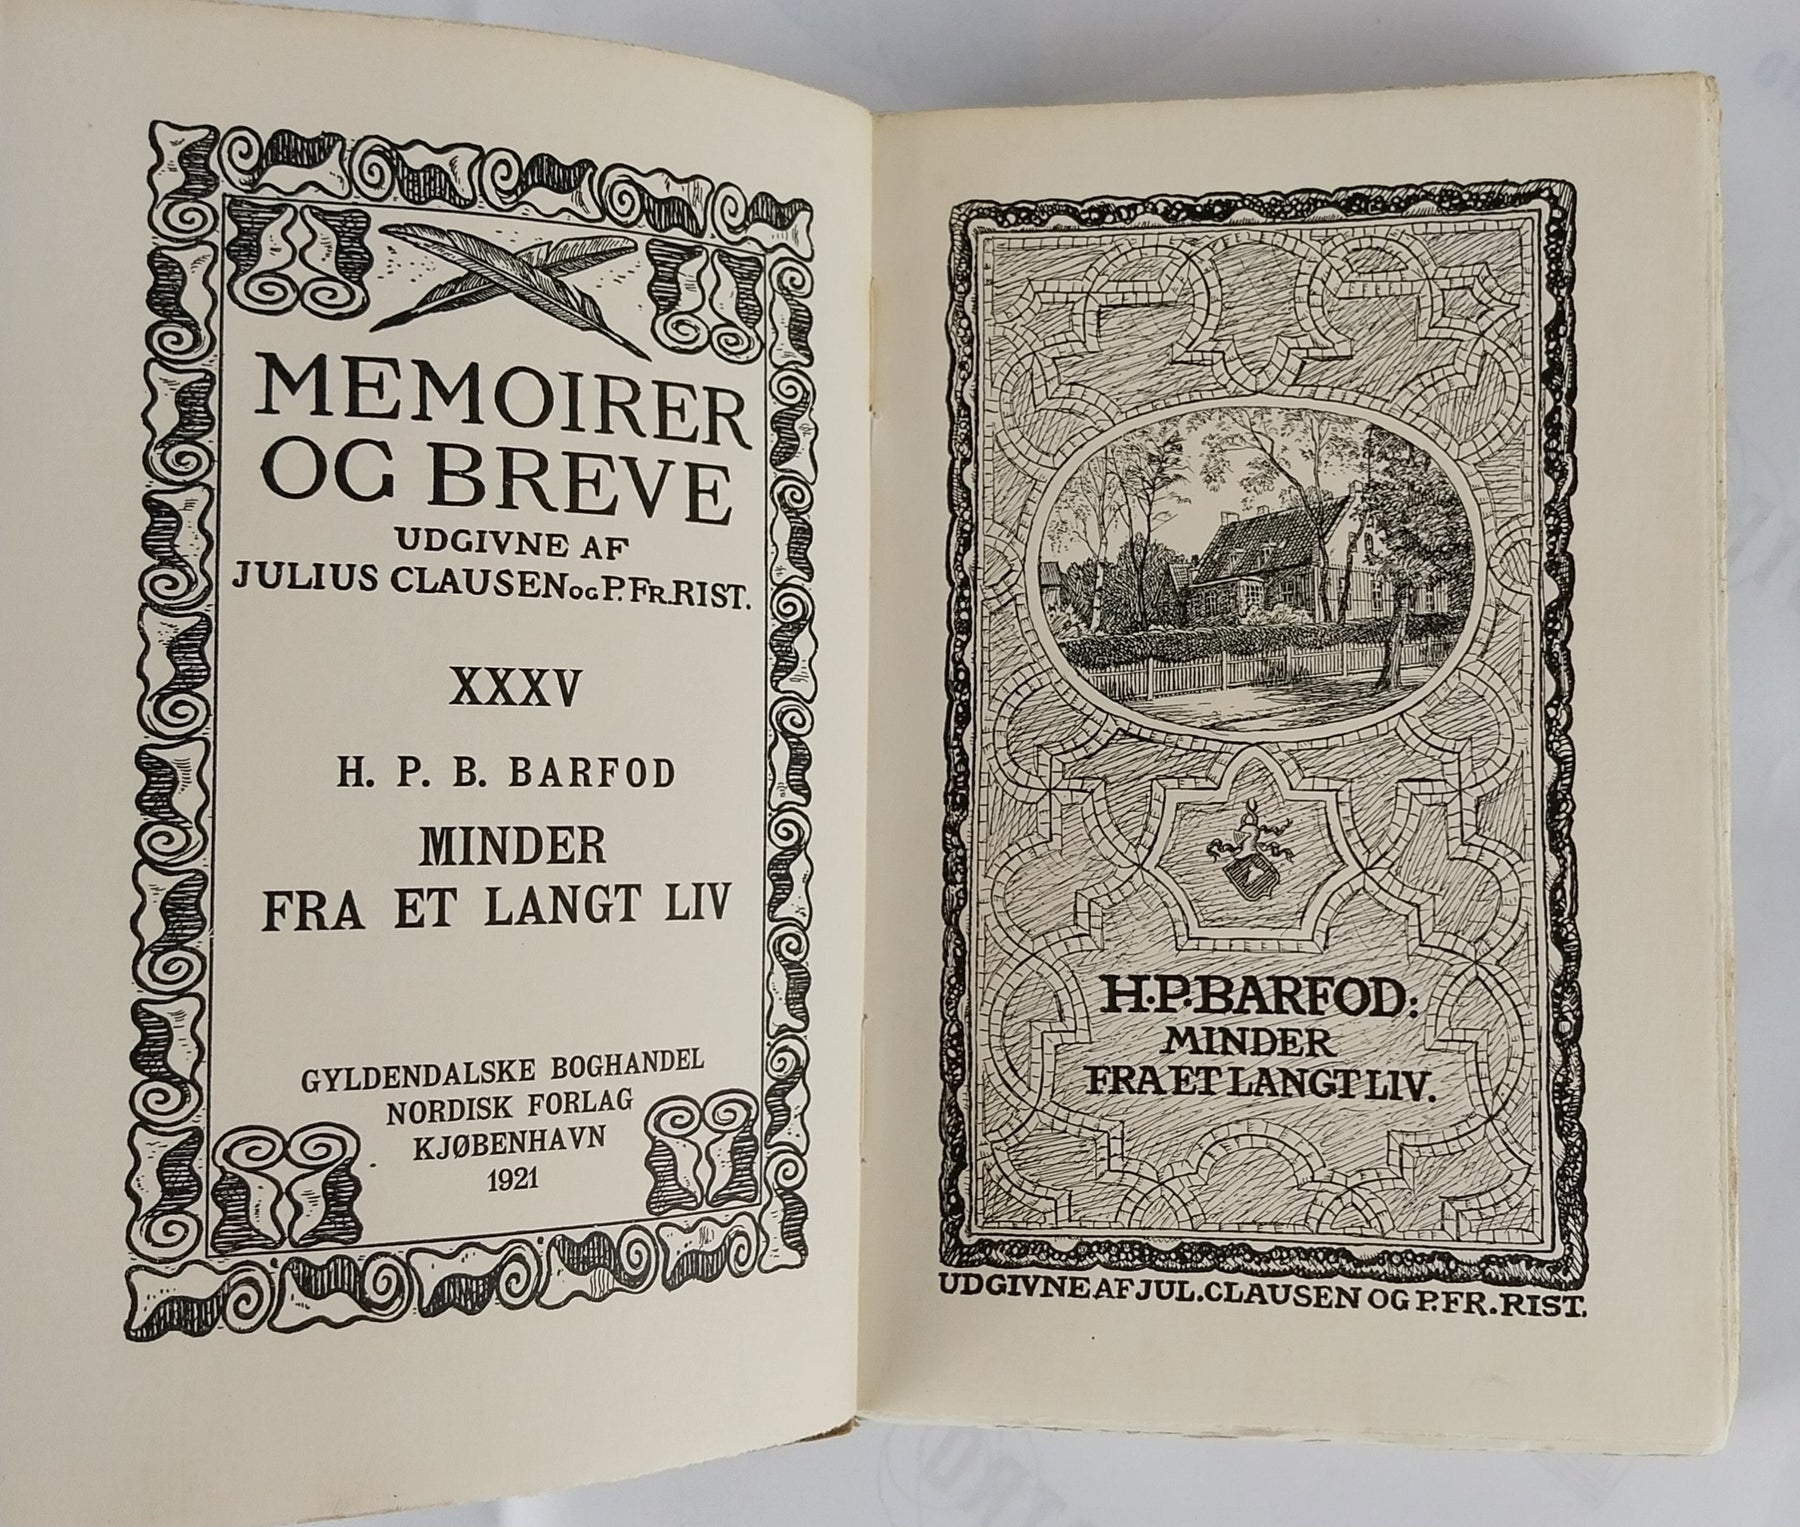 MEMOIRER
OG BREVE
UDGIVNE AF
JULIUS CLAUSEN OG P. FR. RIST.
XXXV
H. P. B. BARFOD
MINDER
FRA ET LANGT LIV
GYLDENDALSKE BOGHANDEL
NORDISK FORLAG
KJØBENHAVN
1921
H.P.BARFOD:
MINDER
FRA ET LANGT LIV.
UDGIVNE AF JUL. CLAUSEN OG P. FR. RIST.